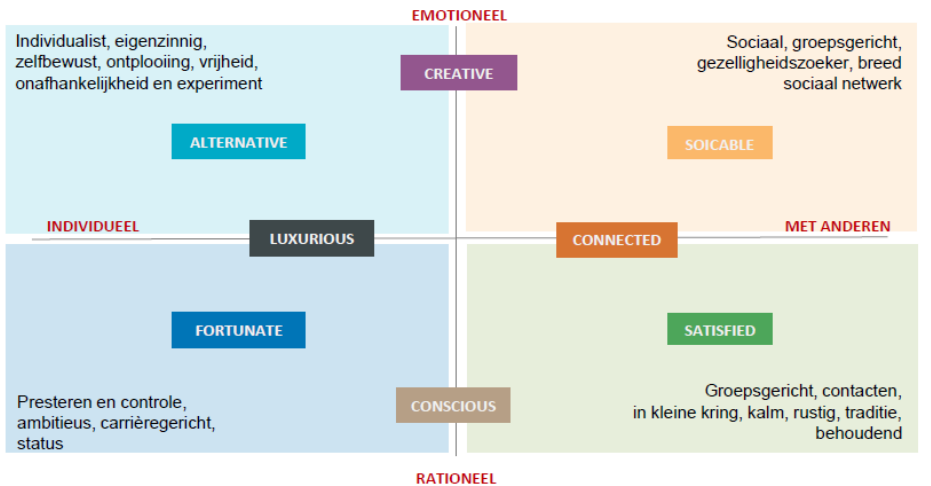 EMOTIONEEL
Individualist, eigenzinnig,
zelfbewust, ontplooiing, vrijheid,
onafhankelijkheid en experiment
CREATIVE
Sociaal, groepsgericht,
gezelligheidszoeker, breed
sociaal netwerk
ALTERNATIVE
SOICABLE
INDIVIDUEEL
MET ANDEREN
LUXURIOUS
CONNECTED
FORTUNATE
SATISFIED
Presteren en controle,
ambitieus, carrièregericht,
status
CONSCIOUS
Groepsgericht, contacten,
in kleine kring, kalm, rustig, traditie,
behoudend
RATIONEEL